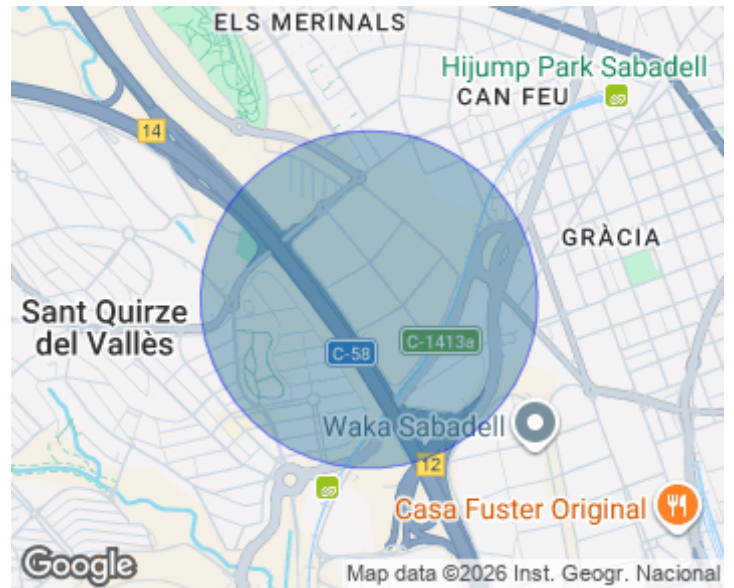 ELS MERINALS
Hijump Park Sabadell
CAN FEU
14
GRÀCIA
Sant Quirze
del Vallès
C-58
C-1413a
Waka Sabadell
12
Casa Fuster Original
Google
Map data ©2026 Inst. Geogr. Nacional